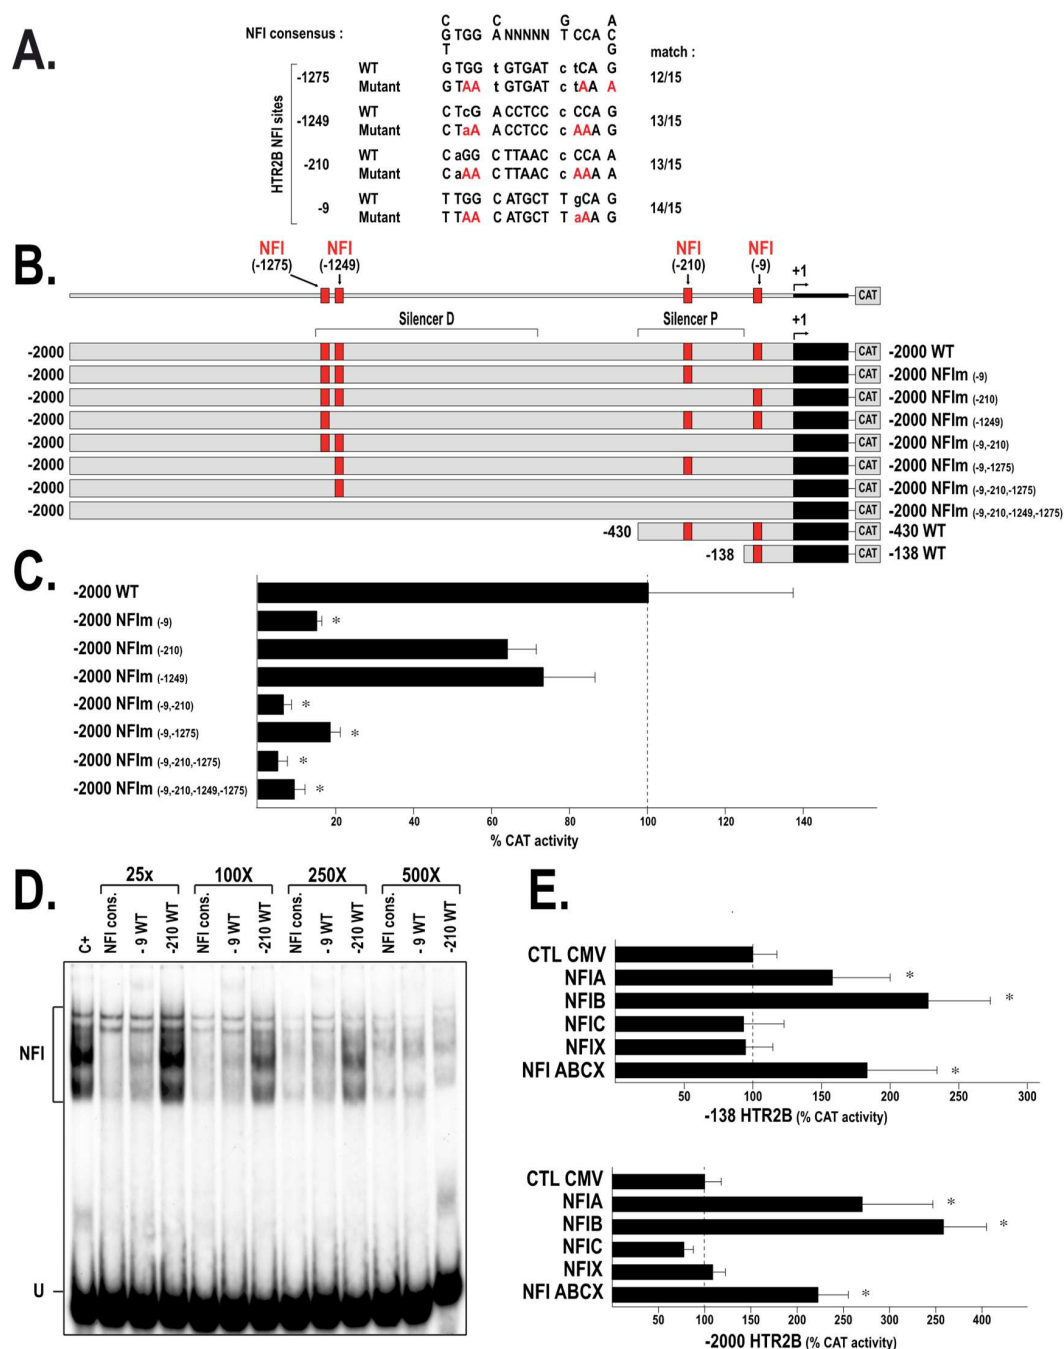 A.
C C G A
NFI consensus : G TGG A NNNNN T CCA C
T G
match :
HTR2B NFI sites
-1275 WT G TGG t GTGAT c tCA G 12/15
Mutant G TAA t GTGAT c tAA A
-1249 WT C TcG A CCTCC c CCA G 13/15
Mutant C TaA A CCTCC c AAA G
-210 WT C aGG C TTAAC c CCA A 13/15
Mutant C aAA C TTAAC c AAA A
-9 WT T TGG C ATGCT T gCA G 14/15
Mutant T TAA C ATGCT T aAA G
B.
NFI NFI NFI NFI
(-1275) (-1249) (-210) (-9) +1
CAT
Silencer D Silencer P +1
-2000 CAT -2000 WT
-2000 CAT -2000 NFIm (-9)
-2000 CAT -2000 NFIm (-210)
-2000 CAT -2000 NFIm (-1249)
-2000 CAT -2000 NFIm (-9,-210)
-2000 CAT -2000 NFIm (-9,-1275)
-2000 CAT -2000 NFIm (-9,-210,-1275)
-2000 CAT -2000 NFIm (-9,-210,-1249,-1275)
-430 CAT -430 WT
-138 CAT -138 WT
C.
-2000 WT
-2000 NFIm (-9) *
-2000 NFIm (-210)
-2000 NFIm (-1249)
-2000 NFIm (-9,-210) *
-2000 NFIm (-9,-1275) *
-2000 NFIm (-9,-210,-1275) *
-2000 NFIm (-9,-210,-1249,-1275) *
20 40 60 80 100 120 140
% CAT activity
D.
25x 100X 250X 500X
C+ NFI cons. - 9 WT -210 WT NFI cons. - 9 WT -210 WT NFI cons. - 9 WT -210 WT NFI cons. - 9 WT -210 WT
NFI
U
E.
CTL CMV
NFIA *
NFIB *
NFIC
NFIX
NFI ABCX *
50 100 150 200 250 300
-138 HTR2B (% CAT activity)
CTL CMV
NFIA *
NFIB *
NFIC
NFIX
NFI ABCX *
50 100 150 200 250 300 350 400
-2000 HTR2B (% CAT activity)